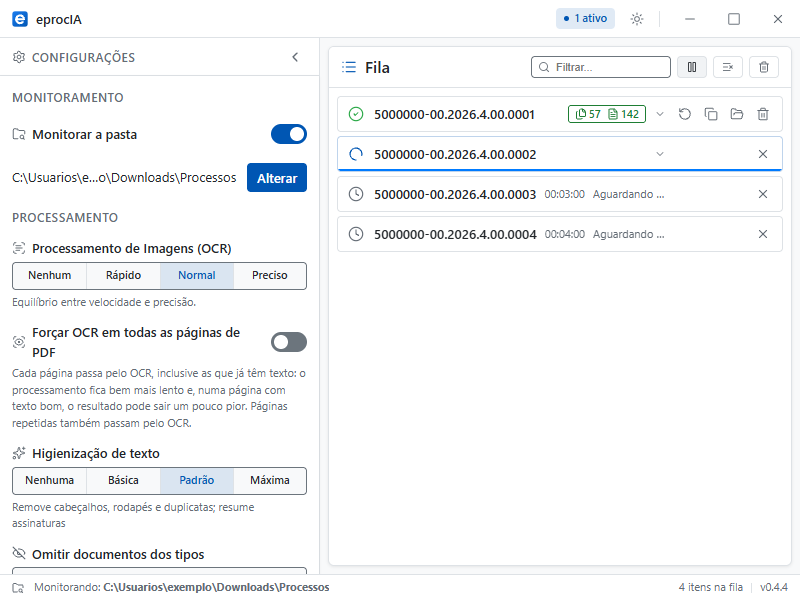 eprocIA
1 ativo
CONFIGURAÇÕES
MONITORAMENTO
Monitorar a pasta
C:\Usuarios\e...o\Downloads\Processos
Alterar
PROCESSAMENTO
Processamento de Imagens (OCR)
Nenhum Rápido Normal Preciso
Equilíbrio entre velocidade e precisão.
Forçar OCR em todas as páginas de
PDF
Cada página passa pelo OCR, inclusive as que já têm texto: o
processamento fica bem mais lento e, numa página com
texto bom, o resultado pode sair um pouco pior. Páginas
repetidas também passam pelo OCR.
Higienização de texto
Nenhuma Básica Padrão Máxima
Remove cabeçalhos, rodapés e duplicatas; resume
assinaturas
Omitir documentos dos tipos
Fila
Filtrar...
5000000-00.2026.4.00.0001 57 142
5000000-00.2026.4.00.0002
5000000-00.2026.4.00.0003 00:03:00 Aguardando ...
5000000-00.2026.4.00.0004 00:04:00 Aguardando ...
Monitorando: C:\Usuarios\exemplo\Downloads\Processos
4 itens na fila v0.4.4